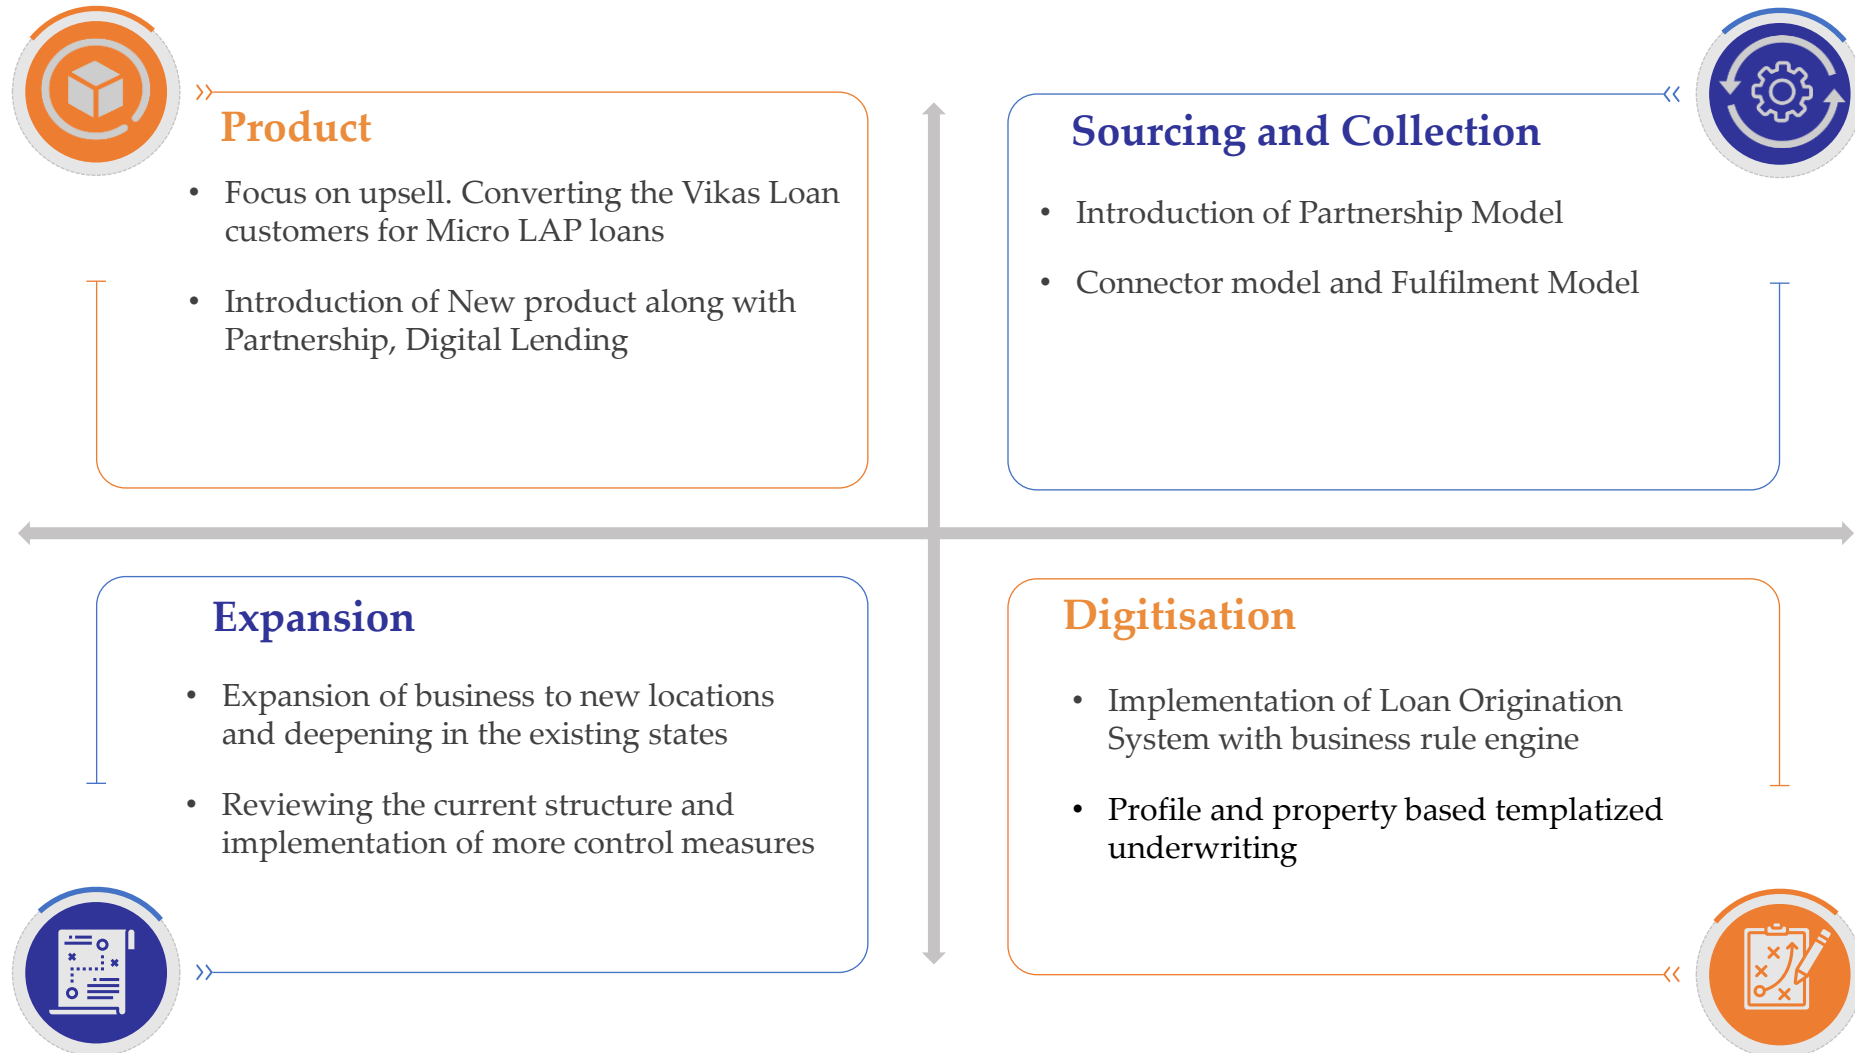 Product
• Focus on upsell. Converting the Vikas Loan
customers for Micro LAP loans
• Introduction of New product along with
Partnership, Digital Lending
Sourcing and Collection
• Introduction of Partnership Model
• Connector model and Fulfilment Model
Expansion
• Expansion of business to new locations
and deepening in the existing states
• Reviewing the current structure and
implementation of more control measures
Digitisation
• Implementation of Loan Origination
System with business rule engine
• Profile and property based templatized
underwriting